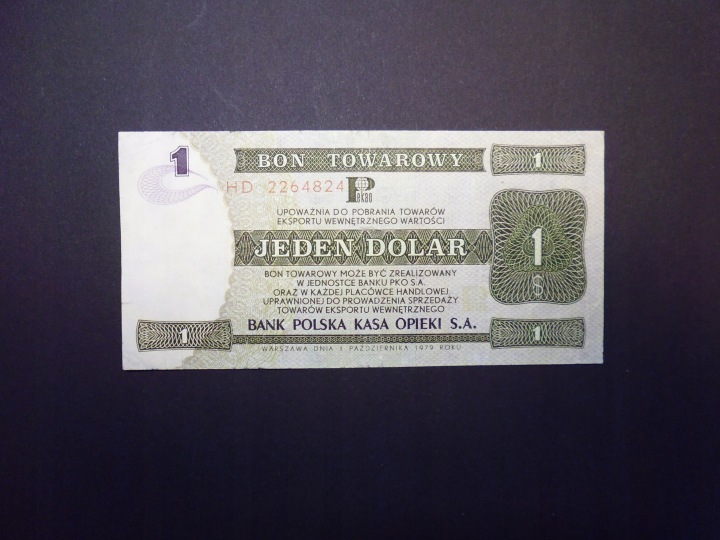 1
BON TOWAROWY
1
HD 2264824
P
PEKAO
UPOWAŻNIA DO POBRANIA TOWARÓW
EKSPORTU WEWNĘTRZNEGO WARTOŚCI
JEDEN DOLAR
1
$
BON TOWAROWY MOŻE BYĆ ZREALIZOWANY
W JEDNOSTCE BANKU PKO S.A.
ORAZ W KAŻDEJ PLACÓWCE HANDLOWEJ
UPRAWNIONEJ DO PROWADZENIA SPRZEDAŻY
TOWARÓW EKSPORTU WEWNĘTRZNEGO
BANK POLSKA KASA OPIEKI S.A.
1
1
WARSZAWA DNIA 1 PAŹDZIERNIKA 1979 ROKU